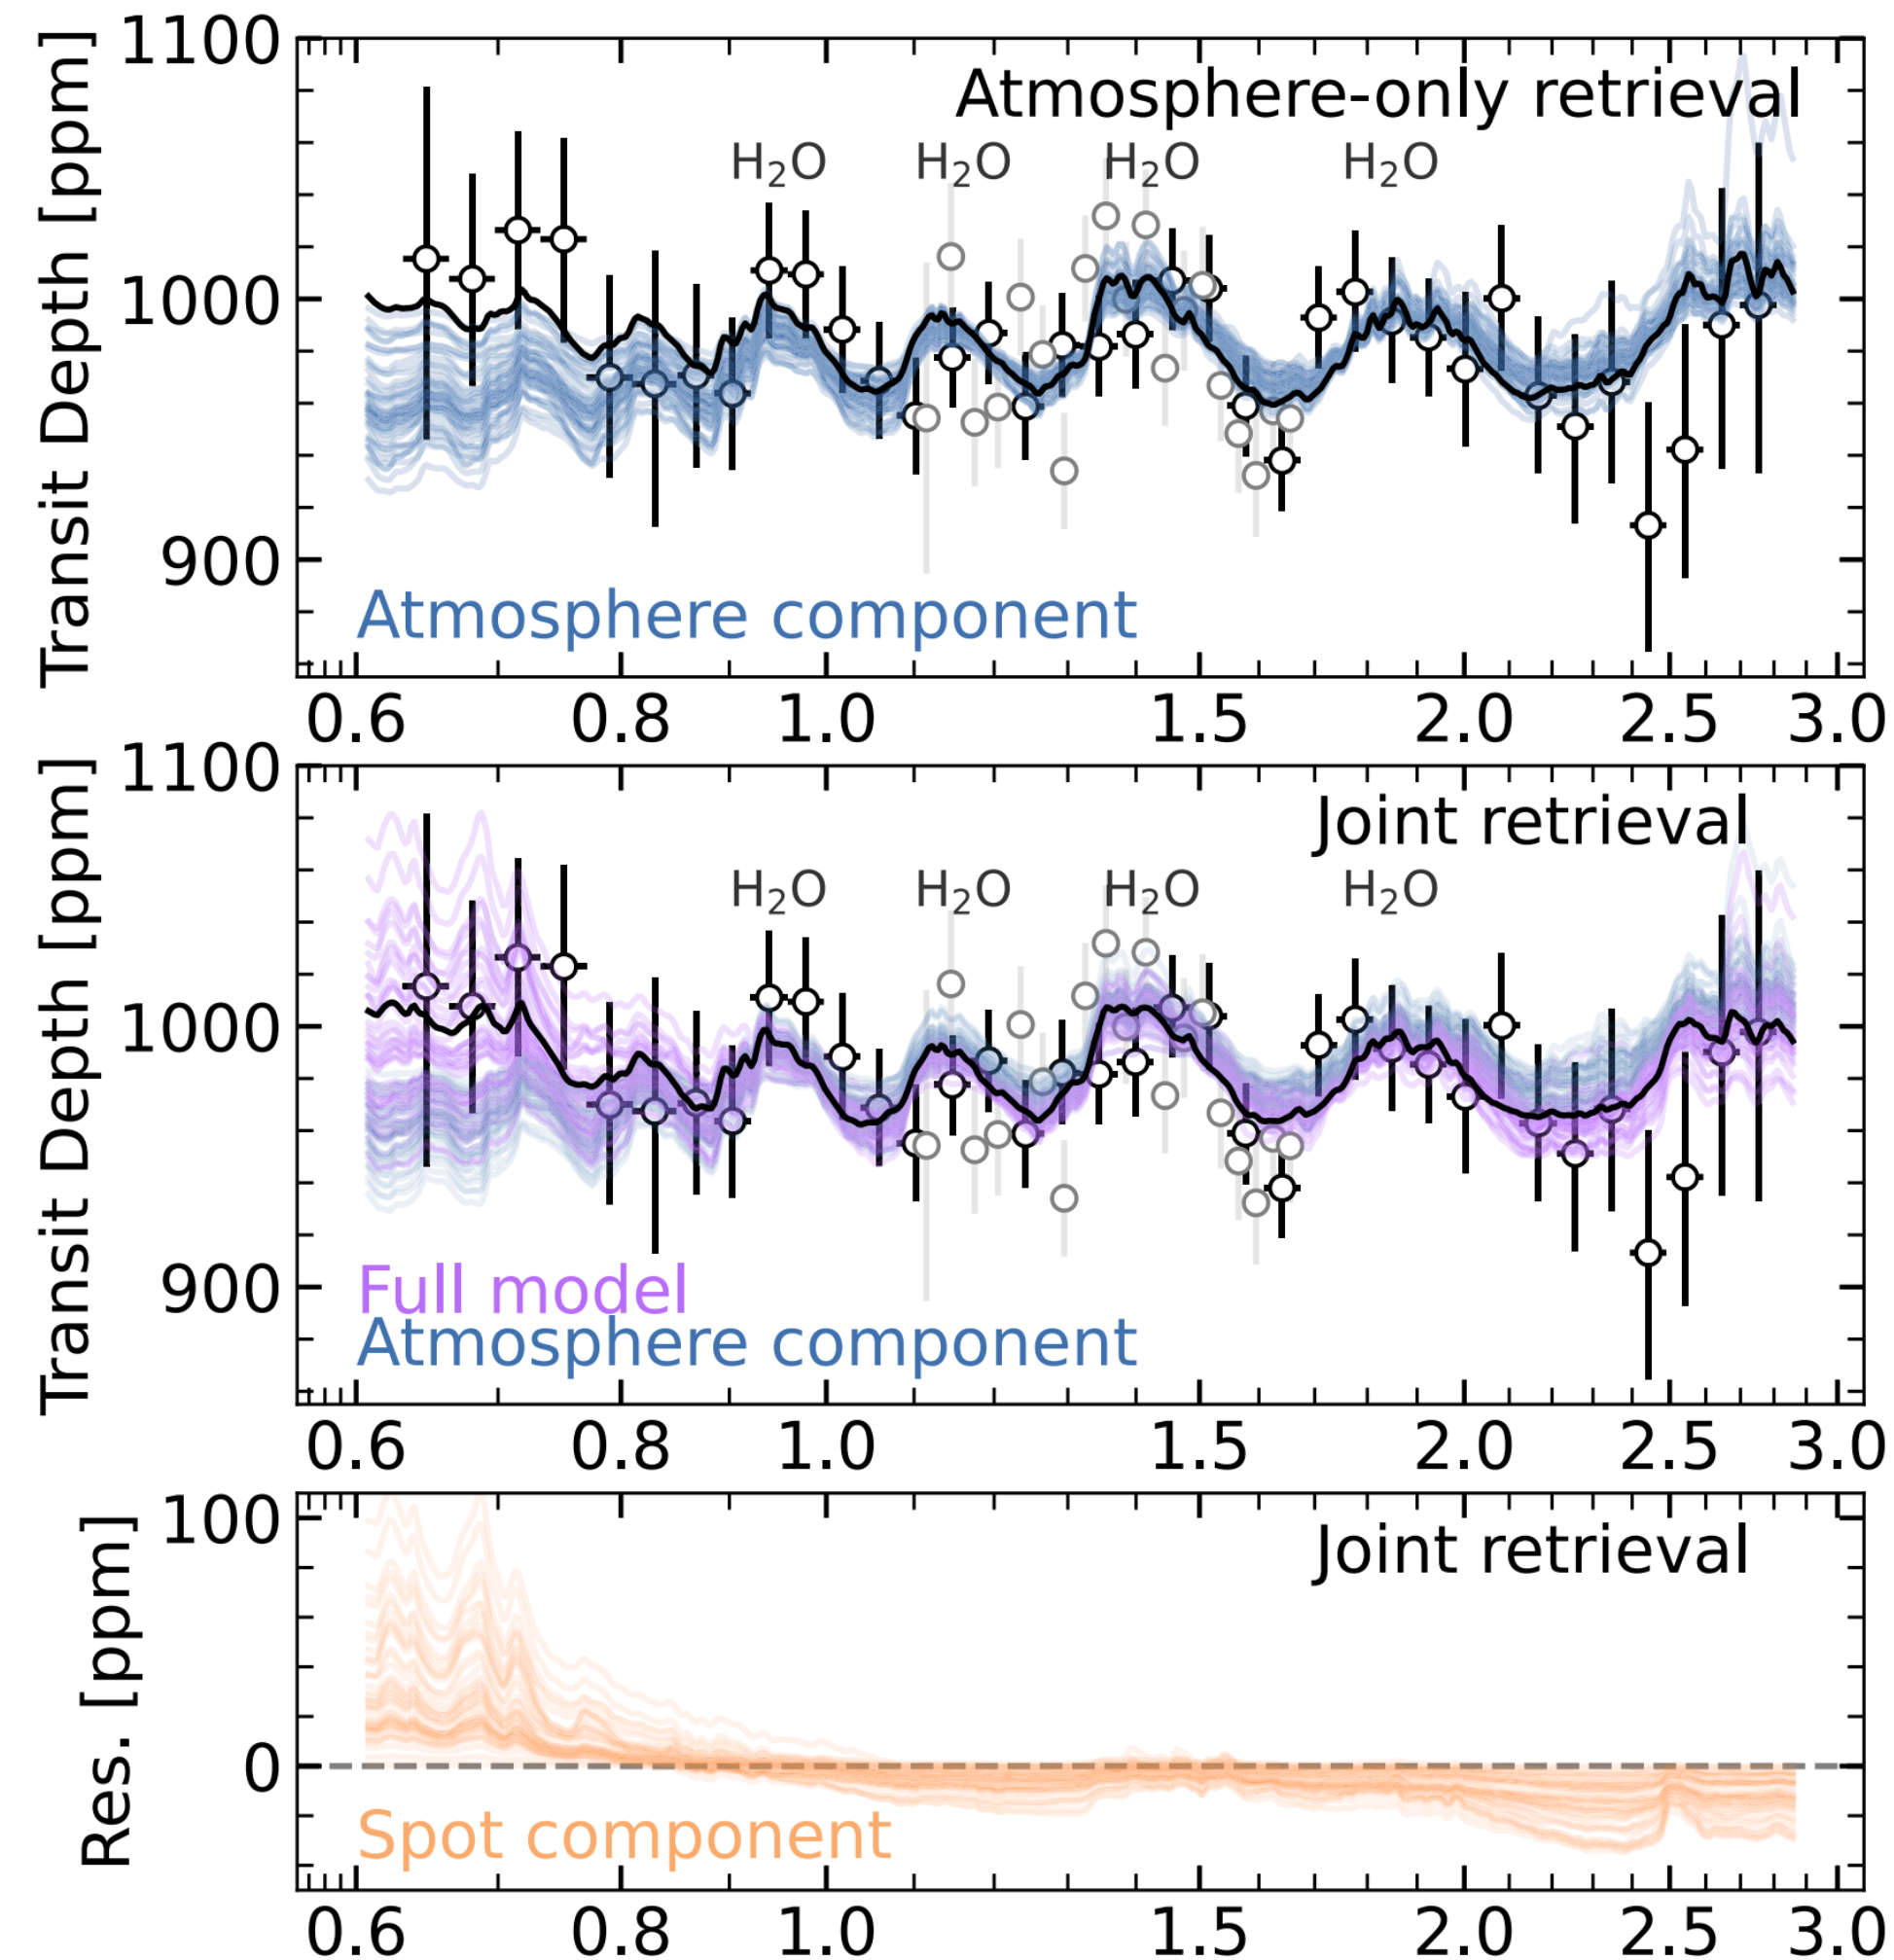 Transit Depth [ppm]
1100
1000
900
Atmosphere-only retrieval
H₂O H₂O H₂O H₂O
Atmosphere component
0.6 0.8 1.0 1.5 2.0 2.5 3.0
Transit Depth [ppm]
1100
1000
900
Joint retrieval
H₂O H₂O H₂O H₂O
Full model
Atmosphere component
0.6 0.8 1.0 1.5 2.0 2.5 3.0
Res. [ppm]
100
0
Joint retrieval
Spot component
0.6 0.8 1.0 1.5 2.0 2.5 3.0